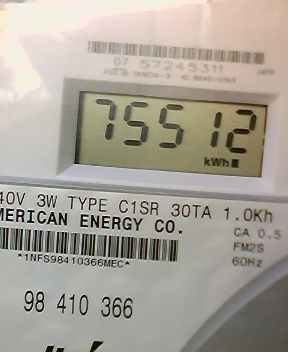 07 57245311
HPP
75512
kWh
40V 3W TYPE C1SR 30TA 1.0Kh
MERICAN ENERGY CO.
CA 0.5
FM2S
*1NFS98410366MEC*
60Hz
98 410 366